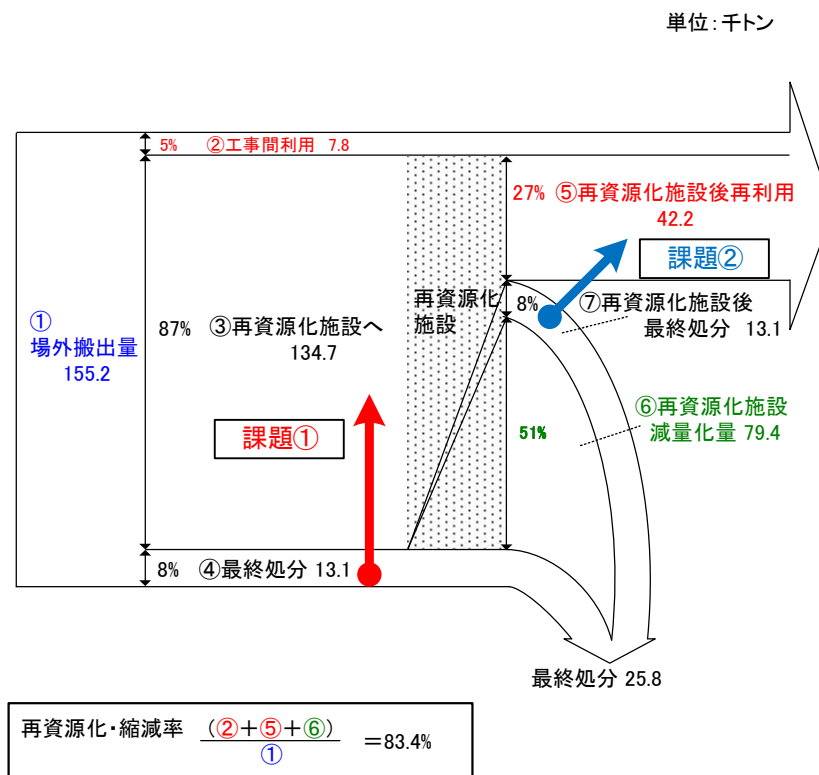 単位：千トン
5% ②工事間利用 7.8
27% ⑤再資源化施設後再利用
42.2
課題②
再資源化
施設
8%
⑦再資源化施設後
最終処分 13.1
①
場外搬出量
155.2
87% ③再資源化施設へ
134.7
⑥再資源化施設
減量化量 79.4
課題①
51%
8% ④最終処分 13.1
最終処分 25.8
再資源化・縮減率 (②＋⑤＋⑥)
① ＝83.4%